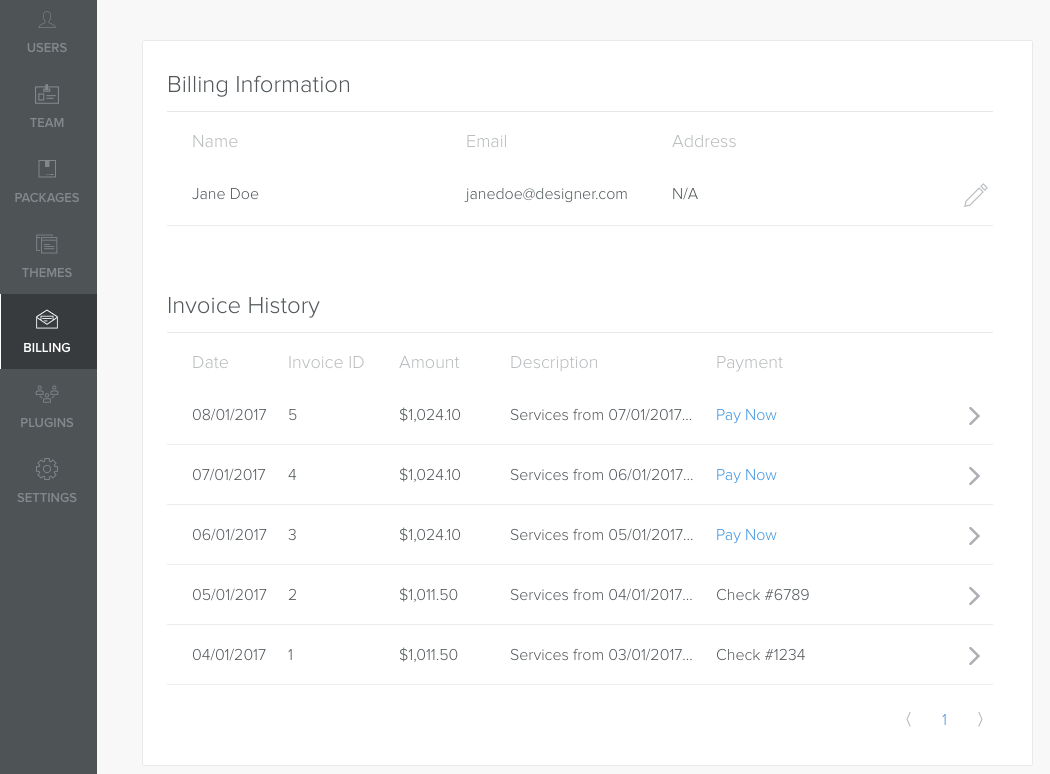 USERS
TEAM
PACKAGES
THEMES
BILLING
PLUGINS
SETTINGS
Billing Information
Name Email Address
Jane Doe janedoe@designer.com N/A
Invoice History
Date Invoice ID Amount Description Payment
08/01/2017 5 $1,024.10 Services from 07/01/2017... Pay Now
07/01/2017 4 $1,024.10 Services from 06/01/2017... Pay Now
06/01/2017 3 $1,024.10 Services from 05/01/2017... Pay Now
05/01/2017 2 $1,011.50 Services from 04/01/2017... Check #6789
04/01/2017 1 $1,011.50 Services from 03/01/2017... Check #1234
1